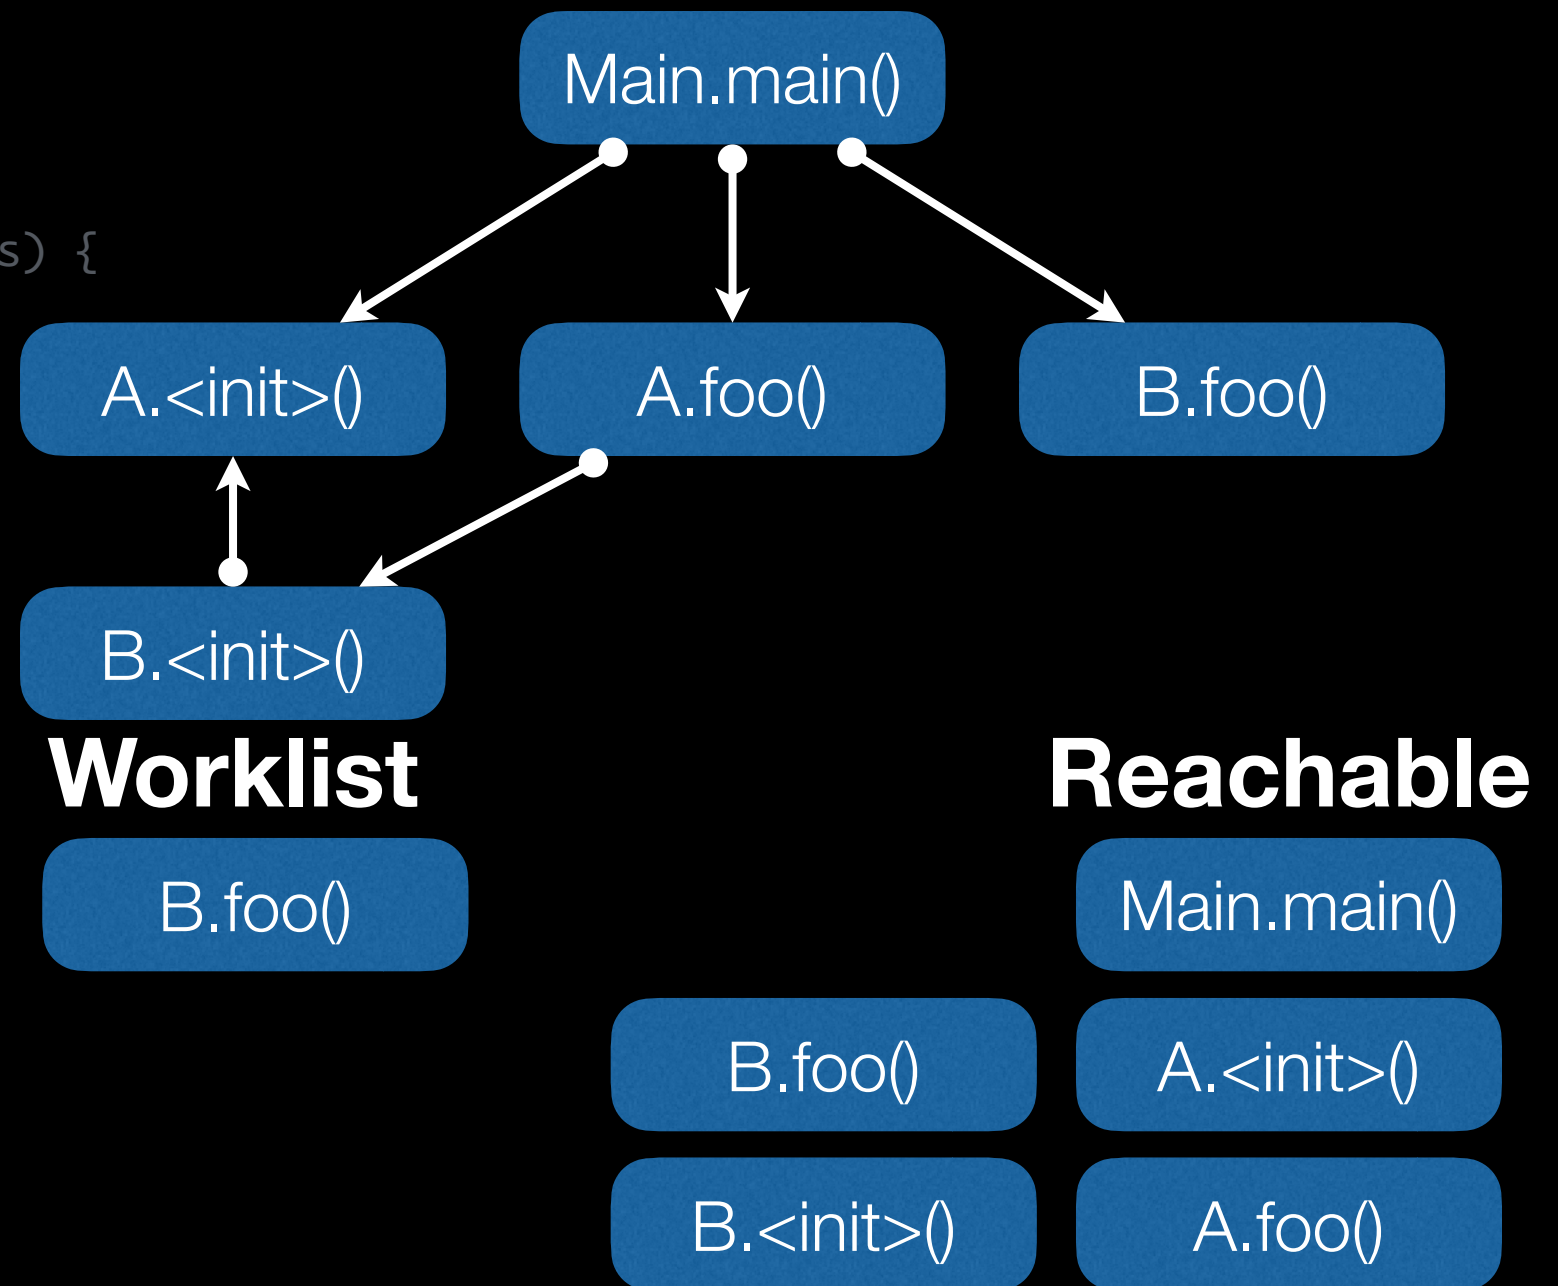 Main.main()
s) {
A.<init>()
A.foo()
B.foo()
B.<init>()
Worklist
Reachable
B.foo()
Main.main()
B.foo()
A.<init>()
B.<init>()
A.foo()